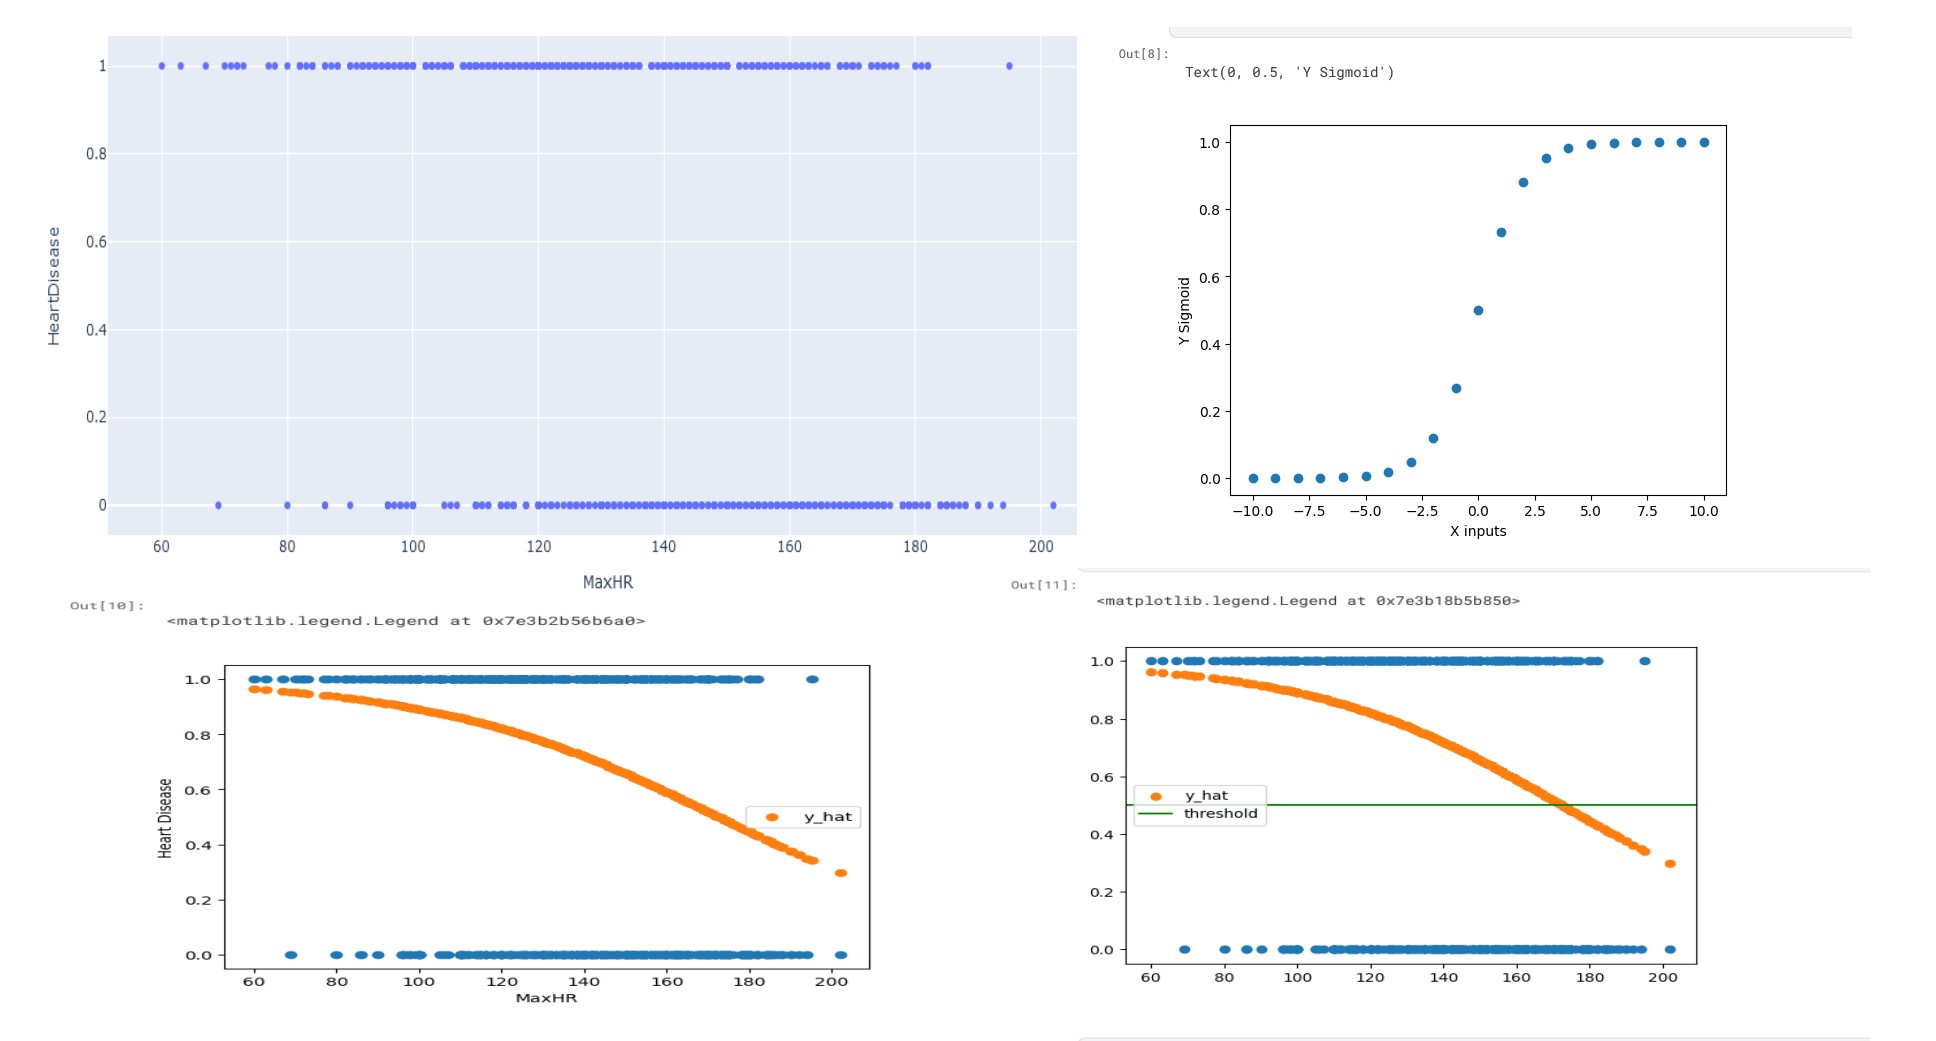 1
0.8
0.6
0.4
0.2
0
HeartDisease
60 80 100 120 140 160 180 200
MaxHR
Out[8]:
Text(0, 0.5, 'Y Sigmoid')
1.0
0.8
0.6
0.4
0.2
0.0
Y Sigmoid
−10.0 −7.5 −5.0 −2.5 0.0 2.5 5.0 7.5 10.0
X inputs
Out[10]:
<matplotlib.legend.Legend at 0x7e3b2b56b6a0>
1.0
0.8
0.6
0.4
0.2
0.0
Heart Disease
y_hat
60 80 100 120 140 160 180 200
MaxHR
Out[11]:
<matplotlib.legend.Legend at 0x7e3b18b5b850>
1.0
0.8
0.6
0.4
0.2
0.0
y_hat
threshold
60 80 100 120 140 160 180 200